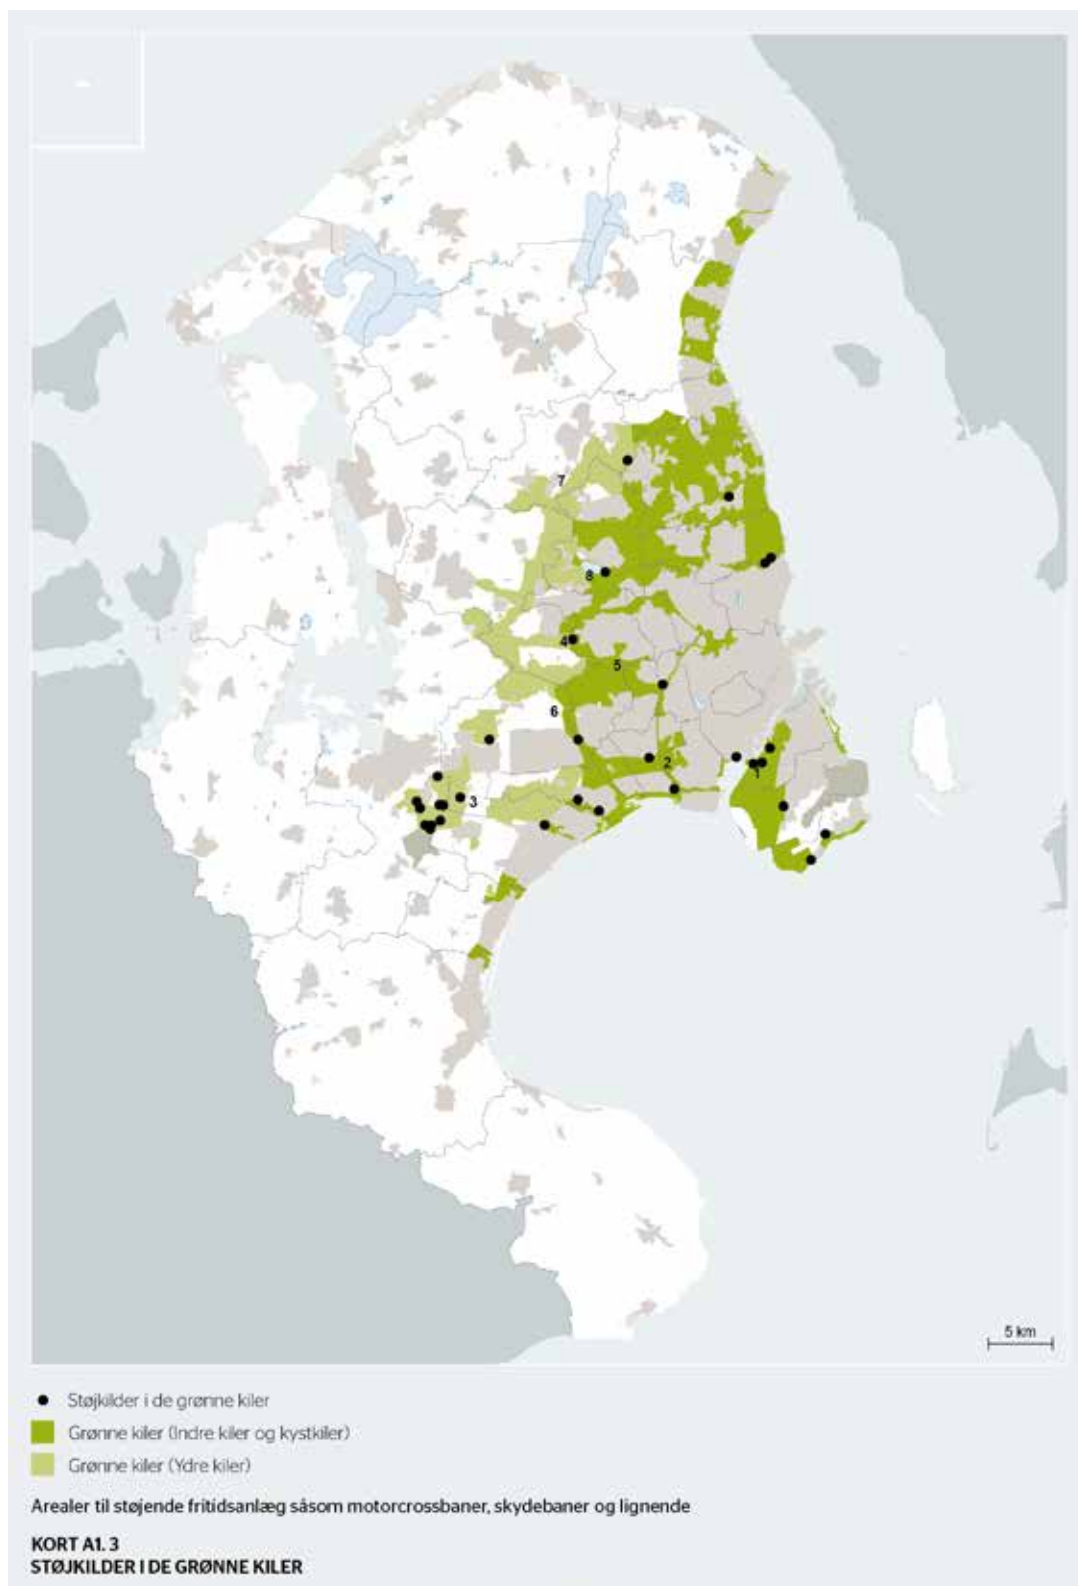 7
8
4
5
6
2
1
3
5 km
Støjkilder i de grønne kiler
Grønne kiler (Indre kiler og kystkiler)
Grønne kiler (Ydre kiler)
Arealer til støjende fritidsanlæg såsom motorcrossbaner, skydebaner og lignende
KORT A1. 3
STØJKILDER I DE GRØNNE KILER